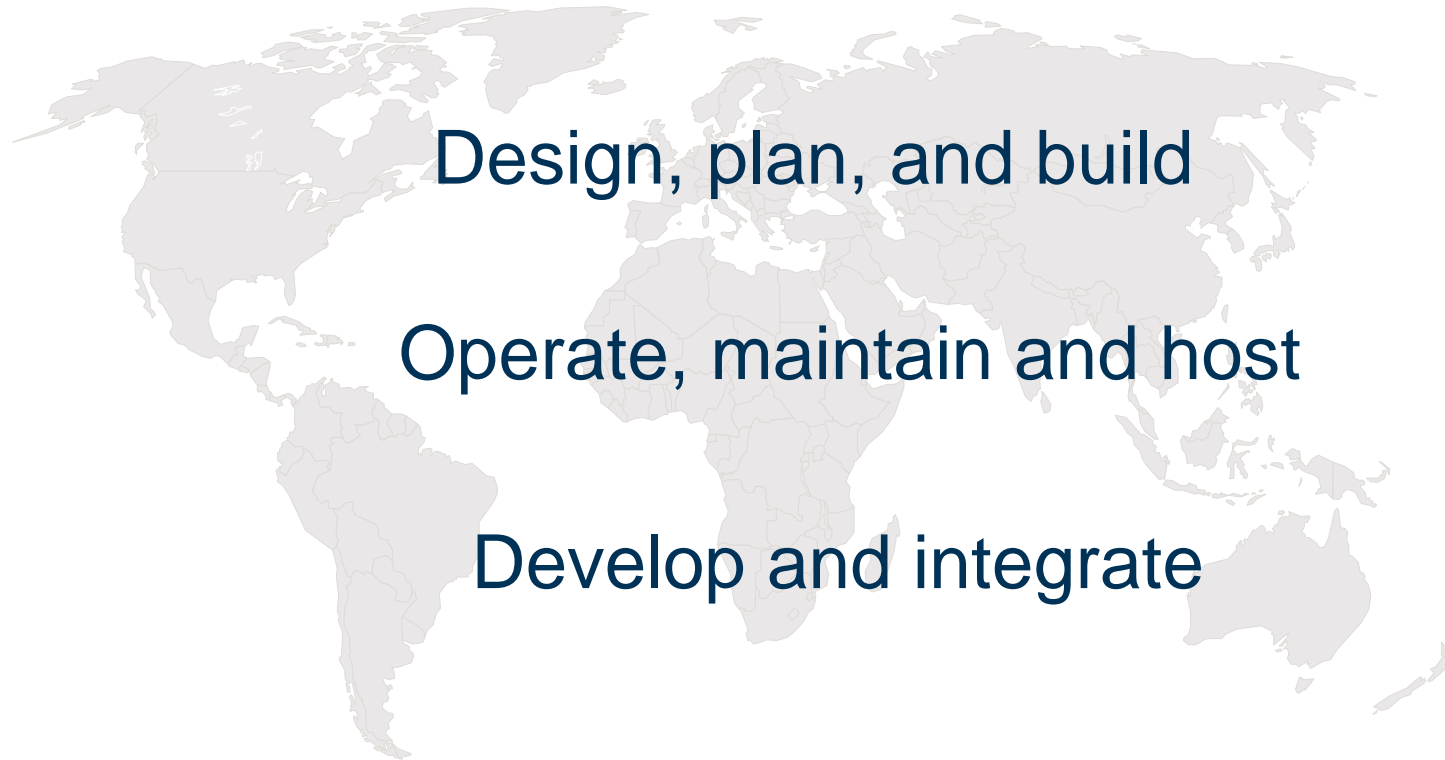 Design, plan, and build
Operate, maintain and host
Develop and integrate